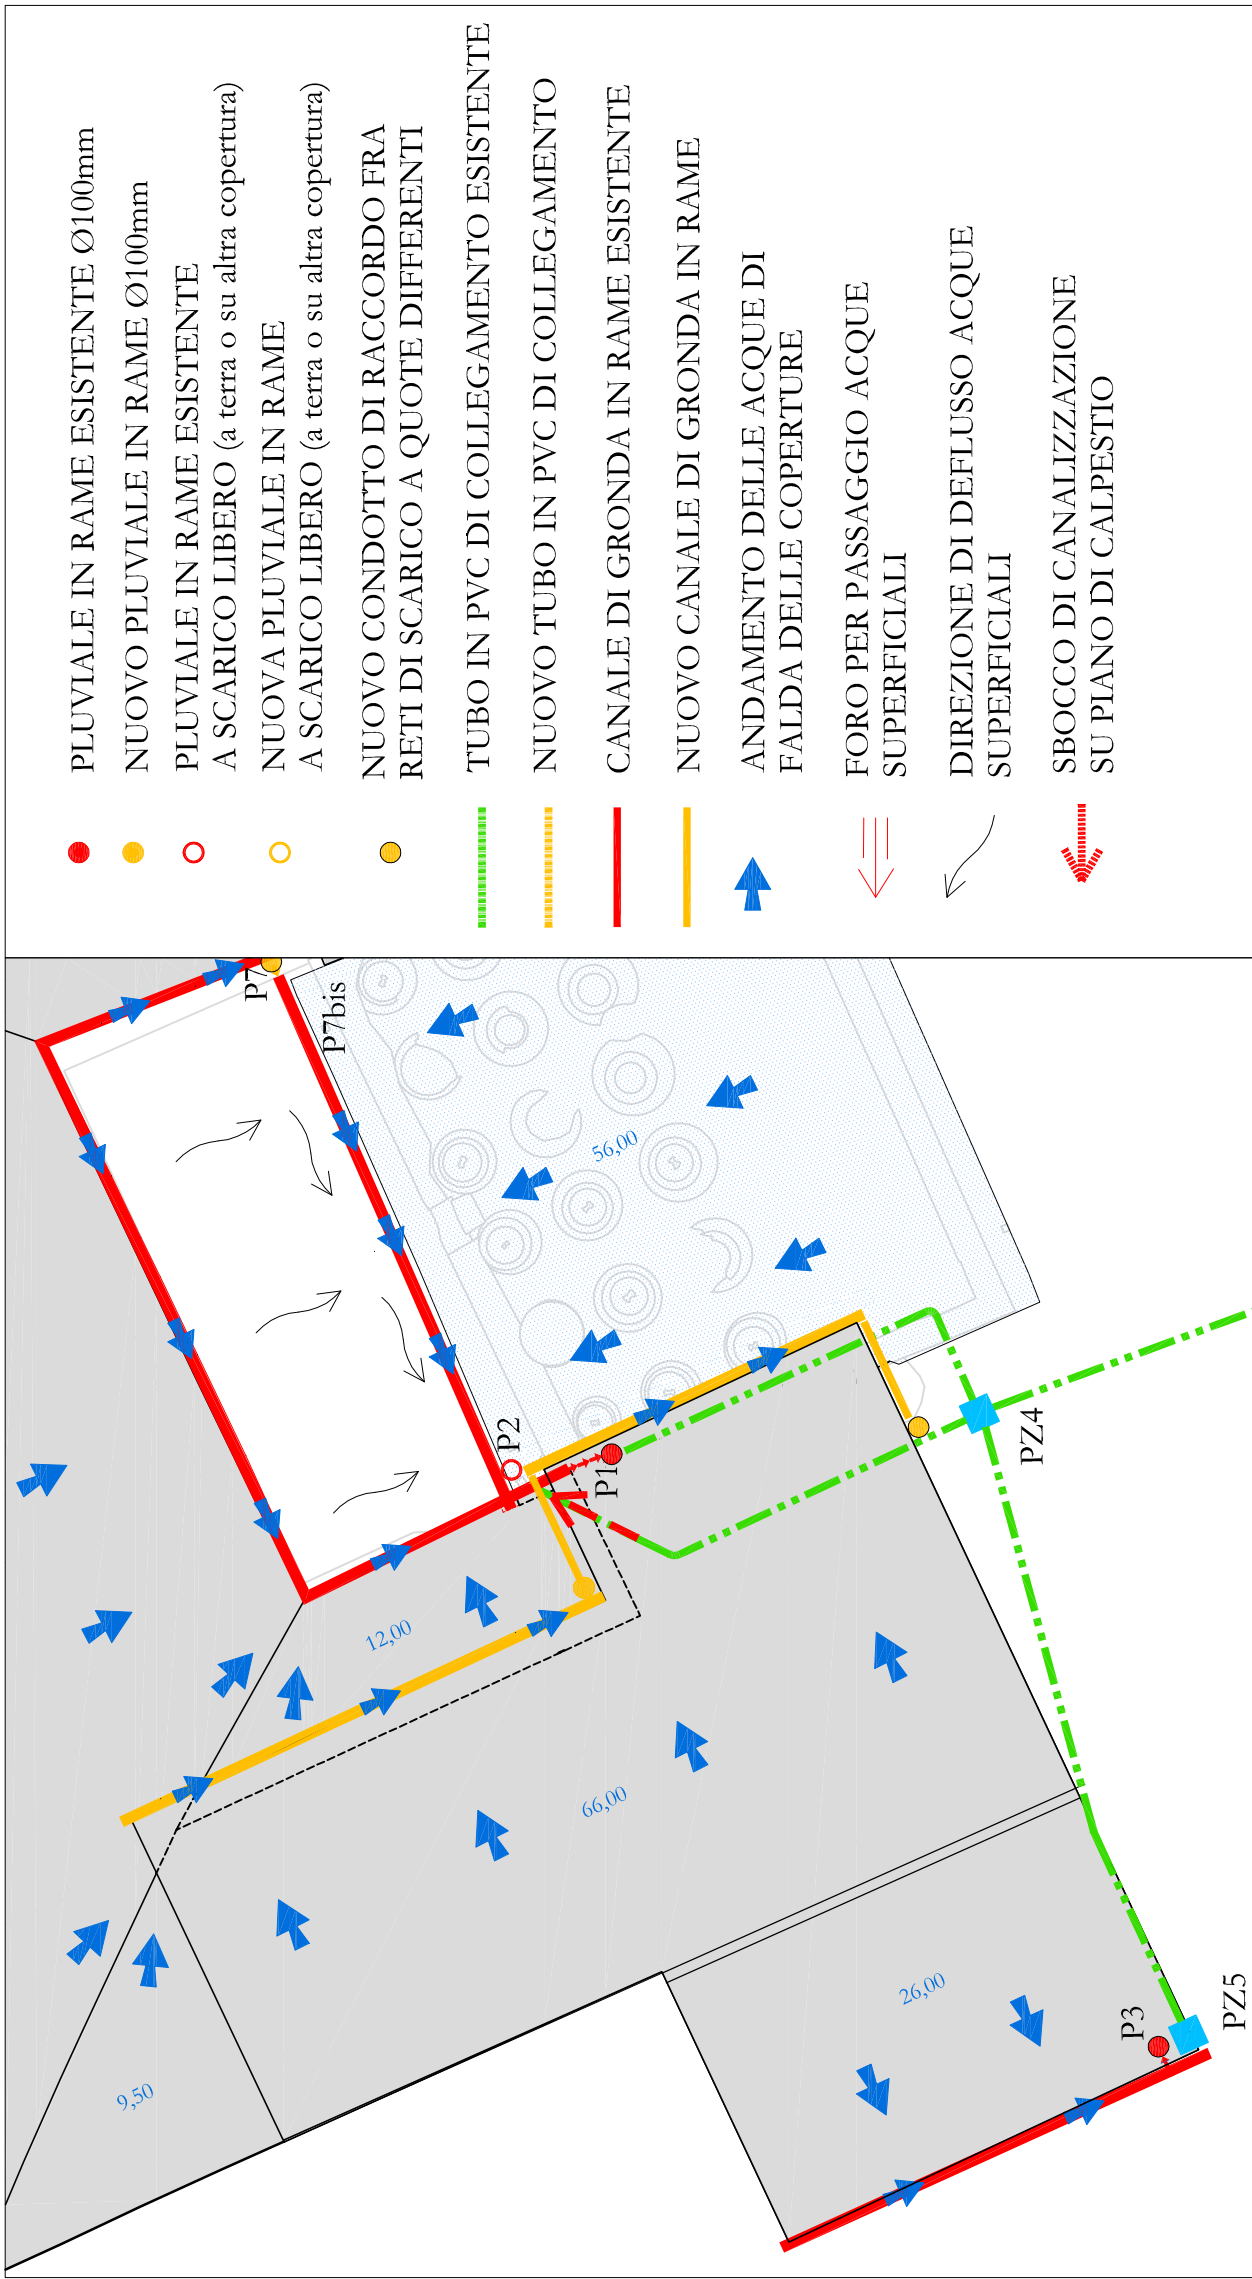 PLUVIALE IN RAME ESISTENTE Ø100mm
NUOVO PLUVIALE IN RAME Ø100mm
PLUVIALE IN RAME ESISTENTE
A SCARICO LIBERO (a terra o su altra copertura)
NUOVA PLUVIALE IN RAME
A SCARICO LIBERO (a terra o su altra copertura)
NUOVO CONDOTTO DI RACCORDO FRA
RETI DI SCARICO A QUOTE DIFFERENTI
TUBO IN PVC DI COLLEGAMENTO ESISTENTE
NUOVO TUBO IN PVC DI COLLEGAMENTO
CANALE DI GRONDA IN RAME ESISTENTE
NUOVO CANALE DI GRONDA IN RAME
ANDAMENTO DELLE ACQUE DI
FALDA DELLE COPERTURE
FORO PER PASSAGGIO ACQUE
SUPERFICIALI
DIREZIONE DI DEFLUSSO ACQUE
SUPERFICIALI
SBOCCO DI CANALIZZAZIONE
SU PIANO DI CALPESTIO
P7
P7bis
56,00
P2
P1
PZ4
12,00
66,00
26,00
9,50
P3
PZ5